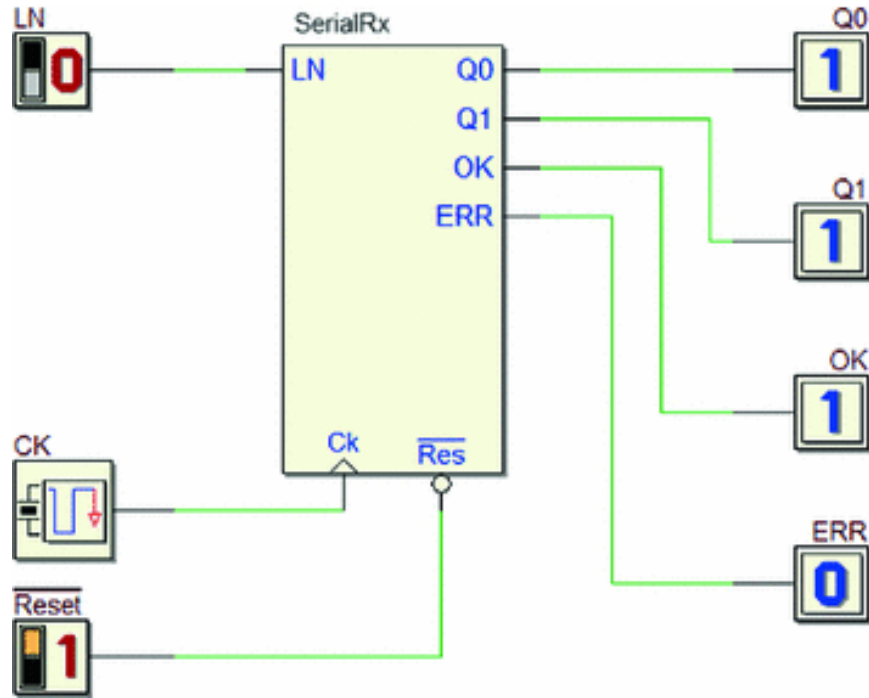 LN
0
SerialRx
LN
Q0
Q1
OK
ERR
Ck
Res
Q0
1
Q1
1
OK
1
ERR
0
CK
Reset
1